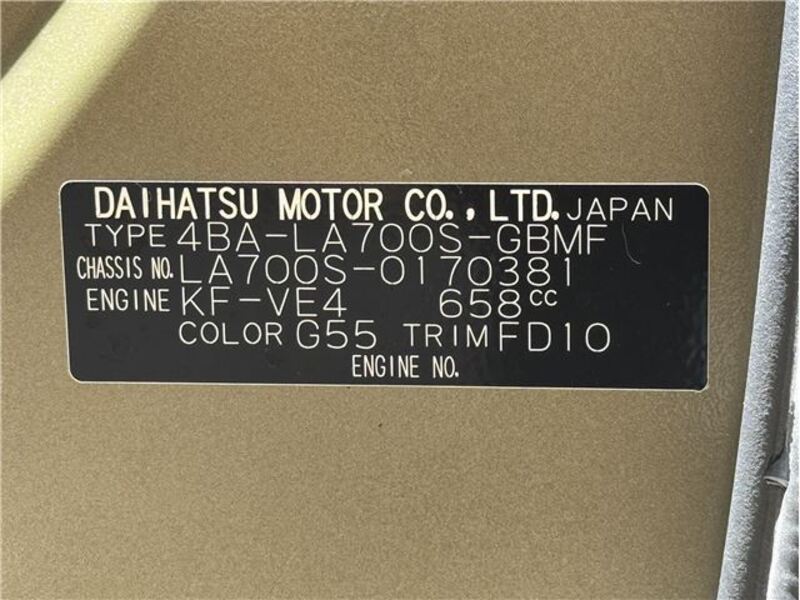 DAIHATSU MOTOR CO., LTD. JAPAN
TYPE 4BA-LA700S-GBMF
CHASSIS NO. LA700S-0170381
ENGINE KF-VE4 658cc
COLOR G55 TRIM FD10
ENGINE NO.